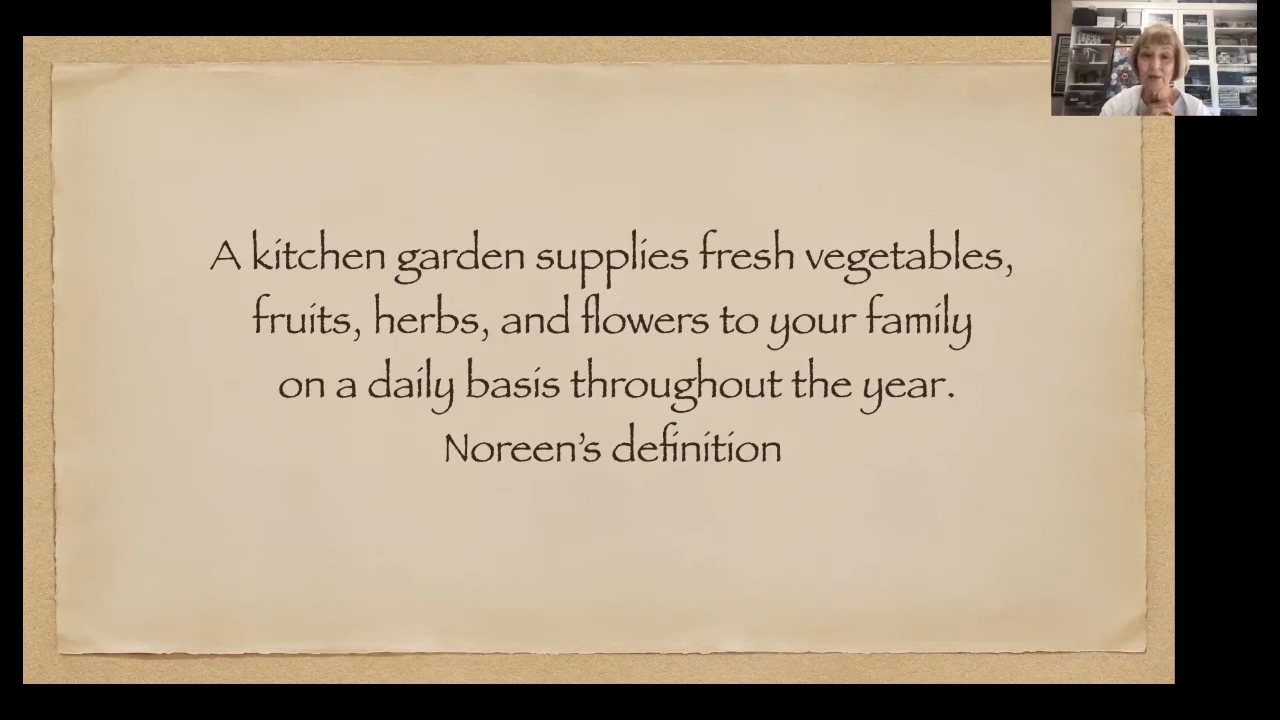 A kitchen garden supplies fresh vegetables,
fruits, herbs, and flowers to your family
on a daily basis throughout the year.
Noreen’s definition